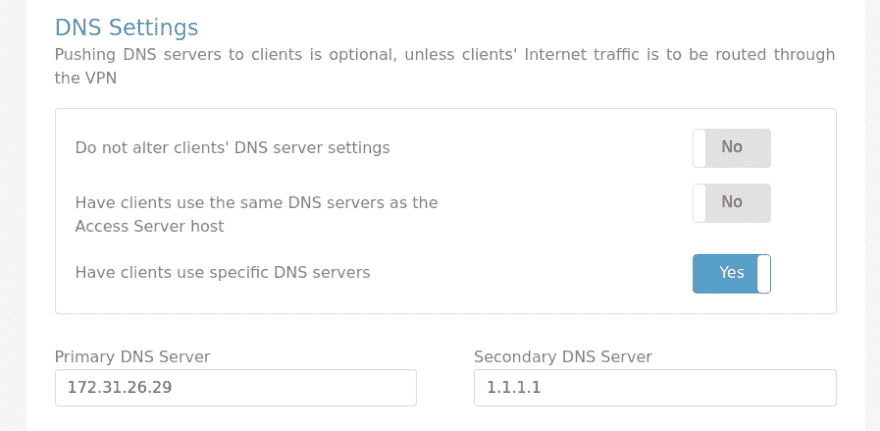 DNS Settings
Pushing DNS servers to clients is optional, unless clients' Internet traffic is to be routed through
the VPN
Do not alter clients' DNS server settings
No
Have clients use the same DNS servers as the
Access Server host
No
Have clients use specific DNS servers
Yes
Primary DNS Server
Secondary DNS Server
172.31.26.29
1.1.1.1